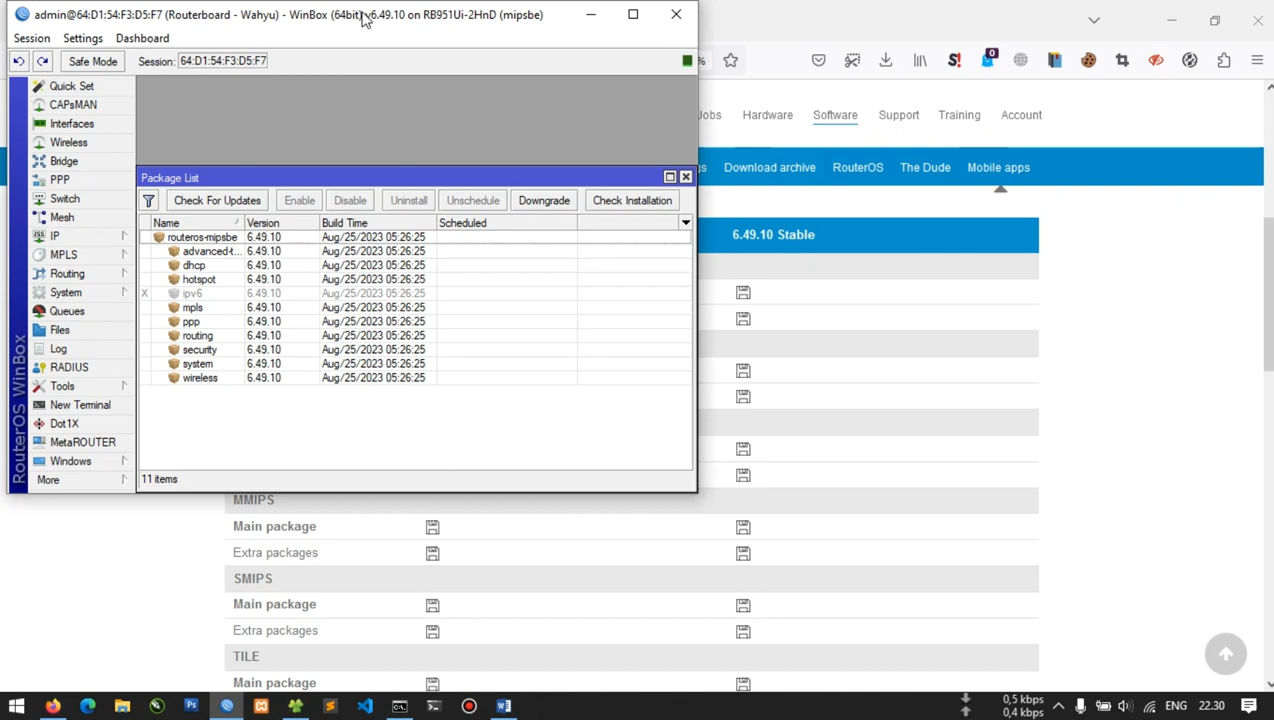 admin@64:D1:54:F3:D5:F7 (Routerboard - Wahyu) - WinBox (64bit) v6.49.10 on RB951Ui-2HnD (mipsbe)
Session Settings Dashboard
Safe Mode Session: 64:D1:54:F3:D5:F7
%
0
S!
Jobs Hardware Software Support Training Account
Download archive RouterOS The Dude Mobile apps
Quick Set
CAPsMAN
Interfaces
Wireless
Bridge
PPP
Switch
Mesh
IP
MPLS
Routing
System
Queues
Files
Log
RADIUS
Tools
New Terminal
Dot1X
MetaROUTER
Windows
More
RouterOS WinBox
Package List
Check For Updates Enable Disable Uninstall Unschedule Downgrade Check Installation
Name / Version Build Time Scheduled
routeros-mipsbe 6.49.10 Aug/25/2023 05:26:25
advanced-t... 6.49.10 Aug/25/2023 05:26:25
dhcp 6.49.10 Aug/25/2023 05:26:25
hotspot 6.49.10 Aug/25/2023 05:26:25
X ipv6 6.49.10 Aug/25/2023 05:26:25
mpls 6.49.10 Aug/25/2023 05:26:25
ppp 6.49.10 Aug/25/2023 05:26:25
routing 6.49.10 Aug/25/2023 05:26:25
security 6.49.10 Aug/25/2023 05:26:25
system 6.49.10 Aug/25/2023 05:26:25
wireless 6.49.10 Aug/25/2023 05:26:25
11 items
6.49.10 Stable
MMIPS
Main package
Extra packages
SMIPS
Main package
Extra packages
TILE
Main package
Ps
W
0,5 kbps
0,4 kbps
ENG 22.30